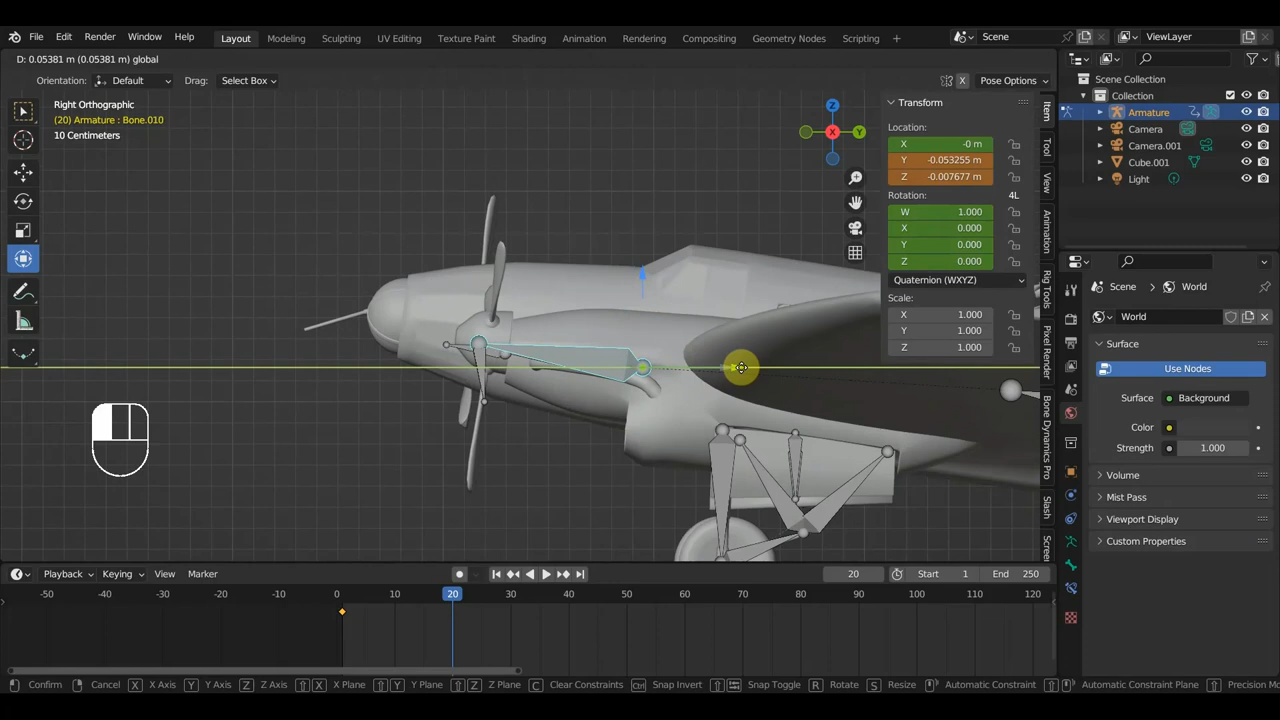 File Edit Render Window Help Layout Modeling Sculpting UV Editing Texture Paint Shading Animation Rendering Compositing Geometry Nodes Scripting + Scene ViewLayer
D: 0.05381 m (0.05381 m) global
Orientation: Default Drag: Select Box X Pose Options
Right Orthographic
(20) Armature : Bone.010
10 Centimeters
Z
Y
X
Transform
Location:
X -0 m
Y -0.053255 m
Z -0.007677 m
Rotation: 4L
W 1.000
X 0.000
Y 0.000
Z 0.000
Quaternion (WXYZ)
Scale:
X 1.000
Y 1.000
Z 1.000
Item
Tool
View
Animation
Rig Tools
Pixel Render
Bone Dynamics Pro
Slash
Scree
Scene Collection
Collection
Armature
Camera
Camera.001
Cube.001
Light
Scene World
World
Surface
Use Nodes
Surface Background
Color
Strength 1.000
Volume
Mist Pass
Viewport Display
Custom Properties
Playback Keying View Marker 20 Start 1 End 250
-50 -40 -30 -20 -10 0 10 20 30 40 50 60 70 80 90 100 110 120
Confirm Cancel X X Axis Y Y Axis Z Z Axis X X Plane Y Y Plane Z Z Plane C Clear Constraints Ctrl Snap Invert Snap Toggle R Rotate S Resize Automatic Constraint Automatic Constraint Plane Precision Mo